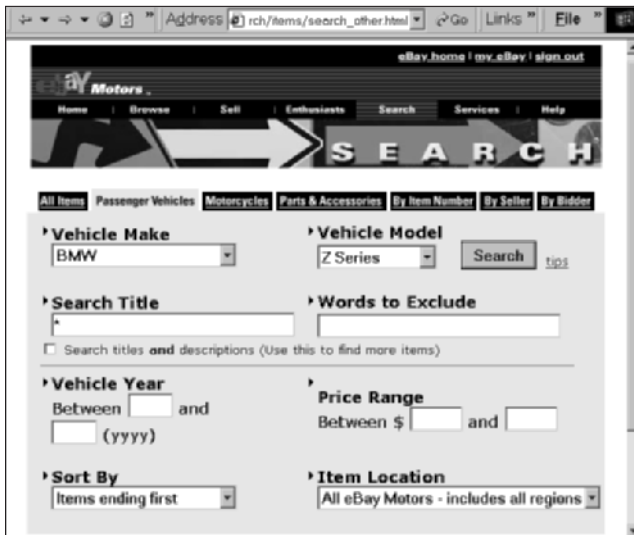 Address rch/items/search_other.html Go Links » File »
eBay home | my eBay | sign out
ebaY Motors
Home | Browse | Sell | Enthusiasts Search Services | Help
SEARCH
All Items Passenger Vehicles Motorcycles Parts & Accessories By Item Number By Seller By Bidder
Vehicle Make Vehicle Model
BMW Z Series Search tips
Search Title Words to Exclude
*
Search titles and descriptions (Use this to find more items)
Vehicle Year
Price Range
Between and Between $ and
(yyyy)
Sort By Item Location
Items ending first All eBay Motors - includes all regions